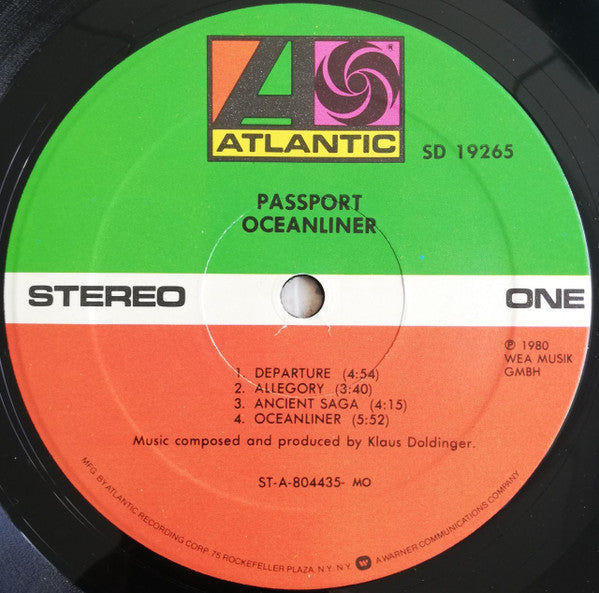 ATLANTIC
®
SD 19265
PASSPORT
OCEANLINER
STEREO
ONE
℗ 1980
WEA MUSIK
GMBH
1. DEPARTURE (4:54)
2. ALLEGORY (3:40)
3. ANCIENT SAGA (4:15)
4. OCEANLINER (5:52)
Music composed and produced by Klaus Doldinger.
ST-A-804435- MO
MFG. BY ATLANTIC RECORDING CORP. 75 ROCKEFELLER PLAZA, N.Y. N.Y. A WARNER COMMUNICATIONS COMPANY